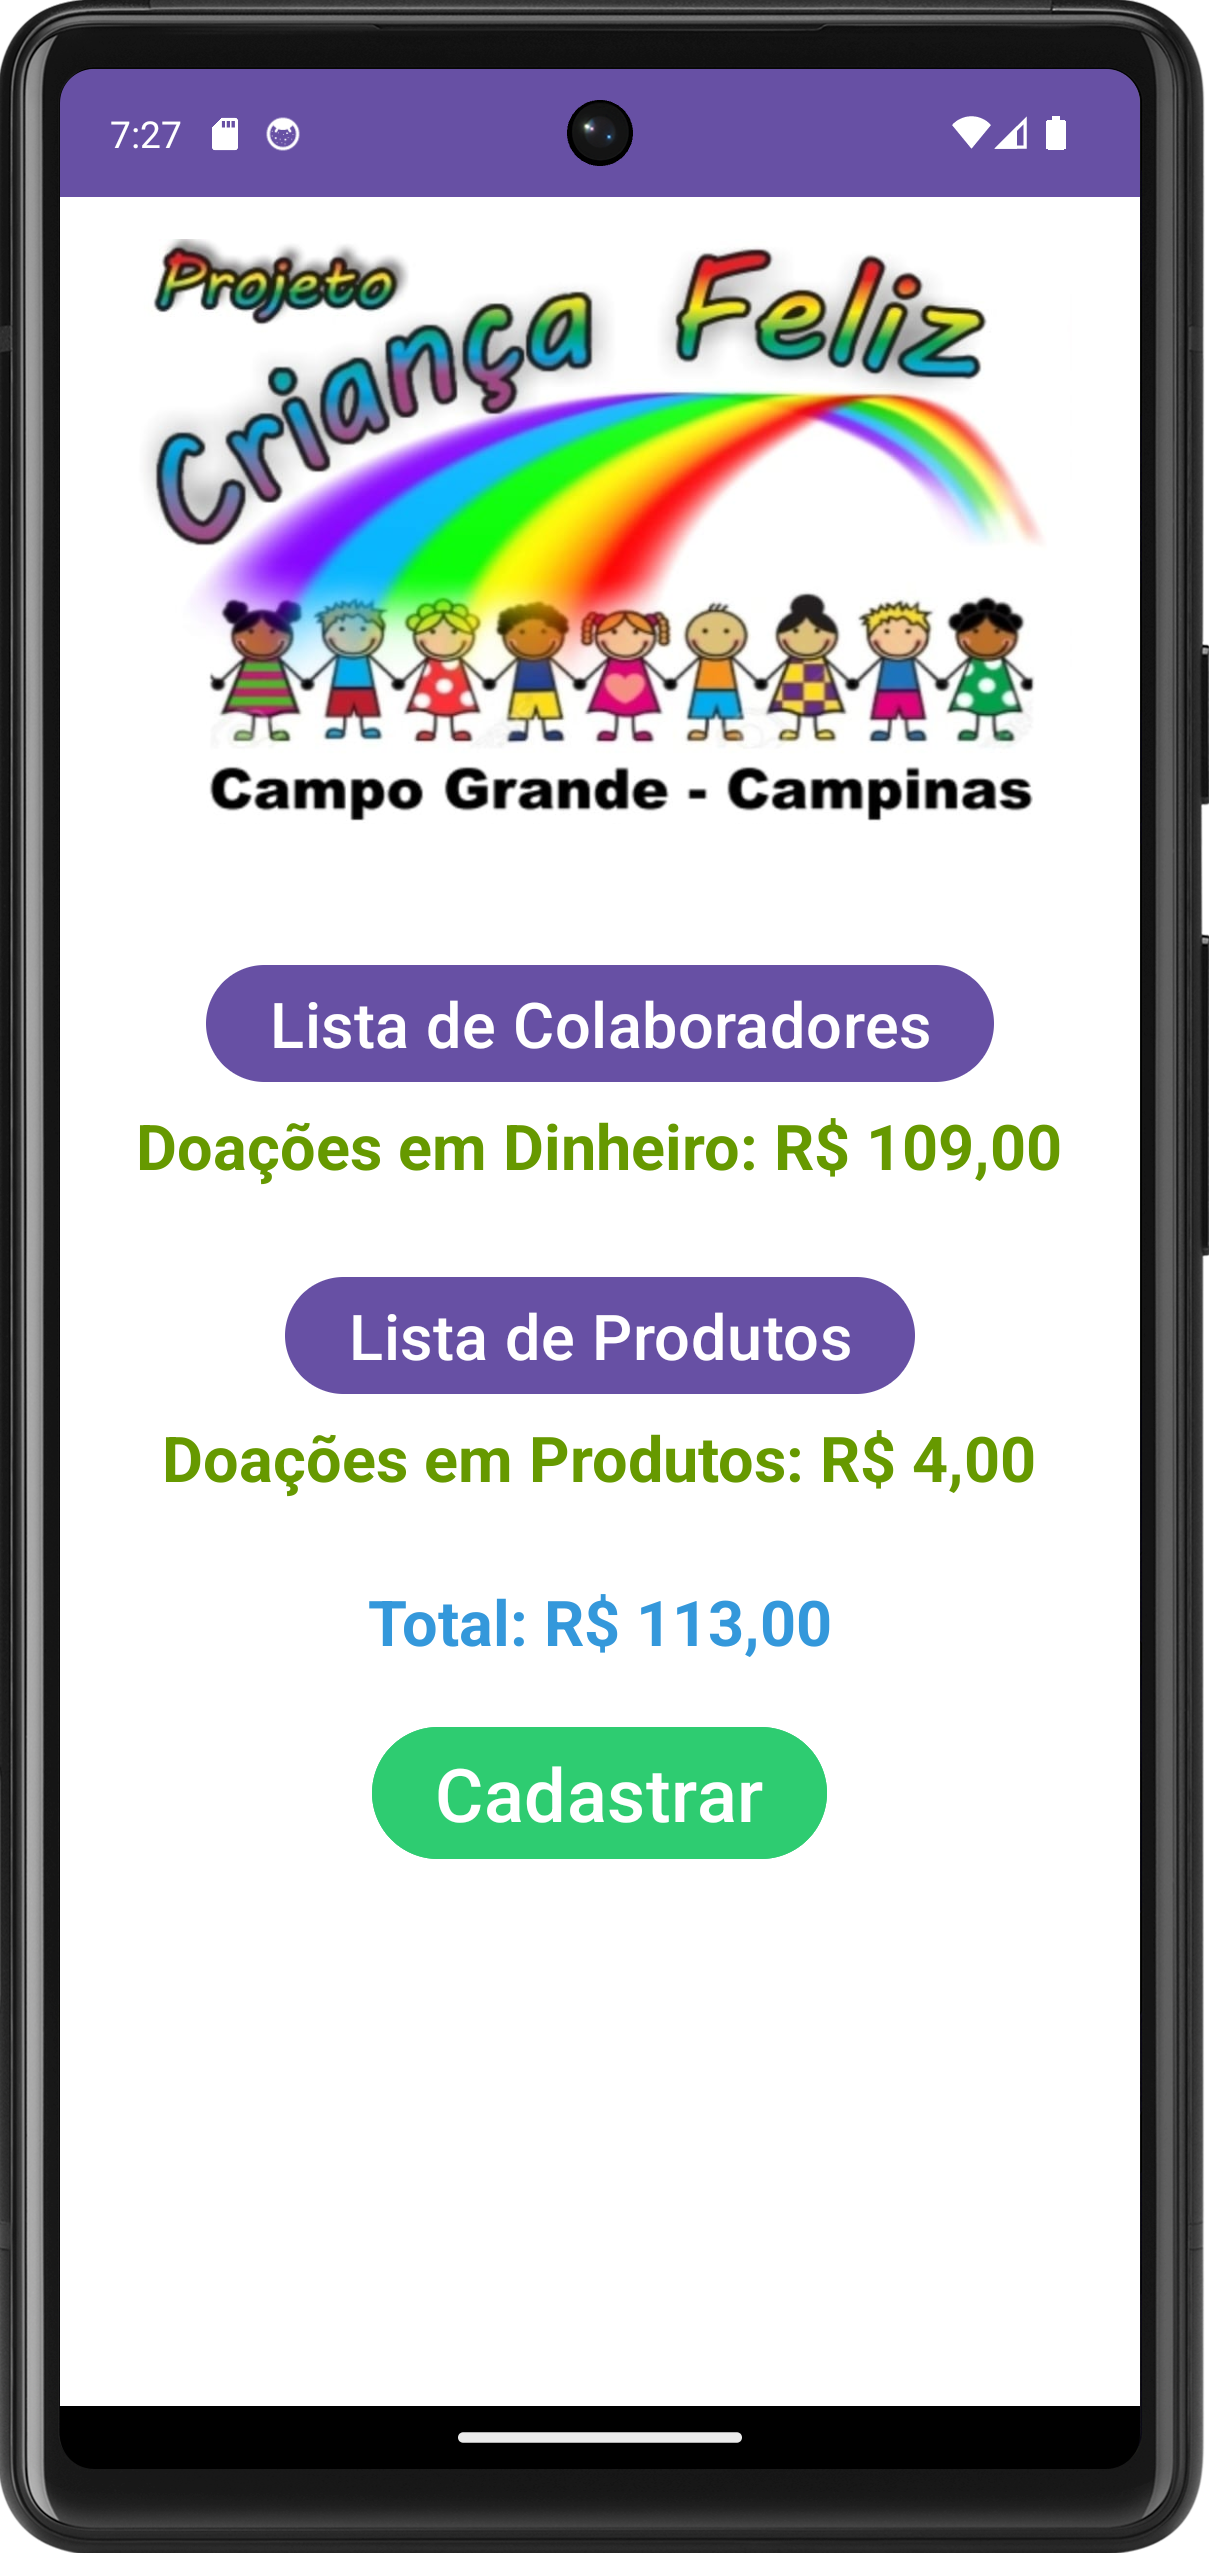 7:27
Projeto
Criança Feliz
Campo Grande - Campinas
Lista de Colaboradores
Doações em Dinheiro: R$ 109,00
Lista de Produtos
Doações em Produtos: R$ 4,00
Total: R$ 113,00
Cadastrar